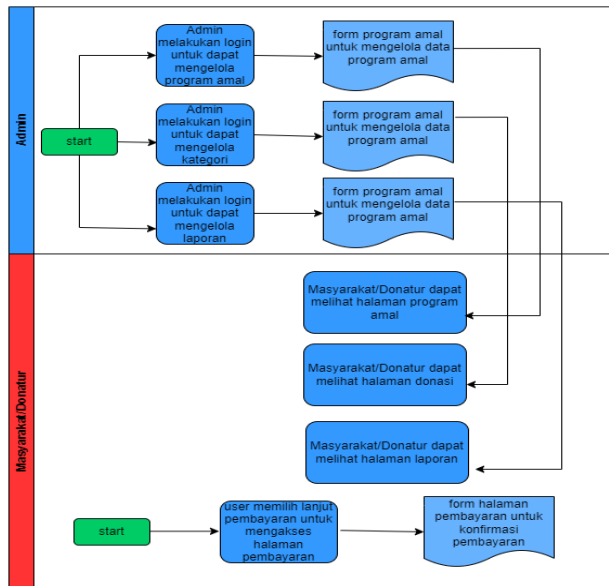 Admin
start
Admin
melakukan login
untuk dapat
mengelola
program amal
form program amal
untuk mengelola data
program amal
Admin
melakukan login
untuk dapat
mengelola
kategori
form program amal
untuk mengelola data
program amal
Admin
melakukan login
untuk dapat
mengelola
laporan
form program amal
untuk mengelola data
program amal
Masyarakat/Donatur
Masyarakat/Donatur dapat
melihat halaman program
amal
Masyarakat/Donatur dapat
melihat halaman donasi
Masyarakat/Donatur dapat
melihat halaman laporan
start
user memilih lanjut
pembayaran untuk
mengakses halaman
pembayaran
form halaman
pembayaran untuk
konfirmasi
pembayaran